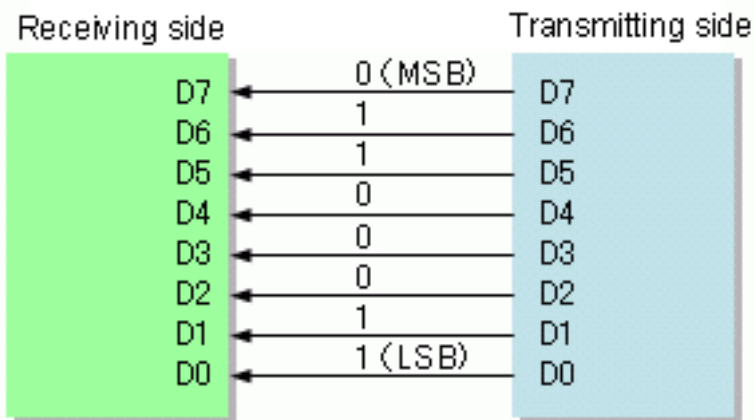 Receiving side Transmitting side
D7 0(MSB) D7
D6 1 D6
D5 1 D5
D4 0 D4
D3 0 D3
D2 0 D2
D1 1 D1
D0 1(LSB) D0